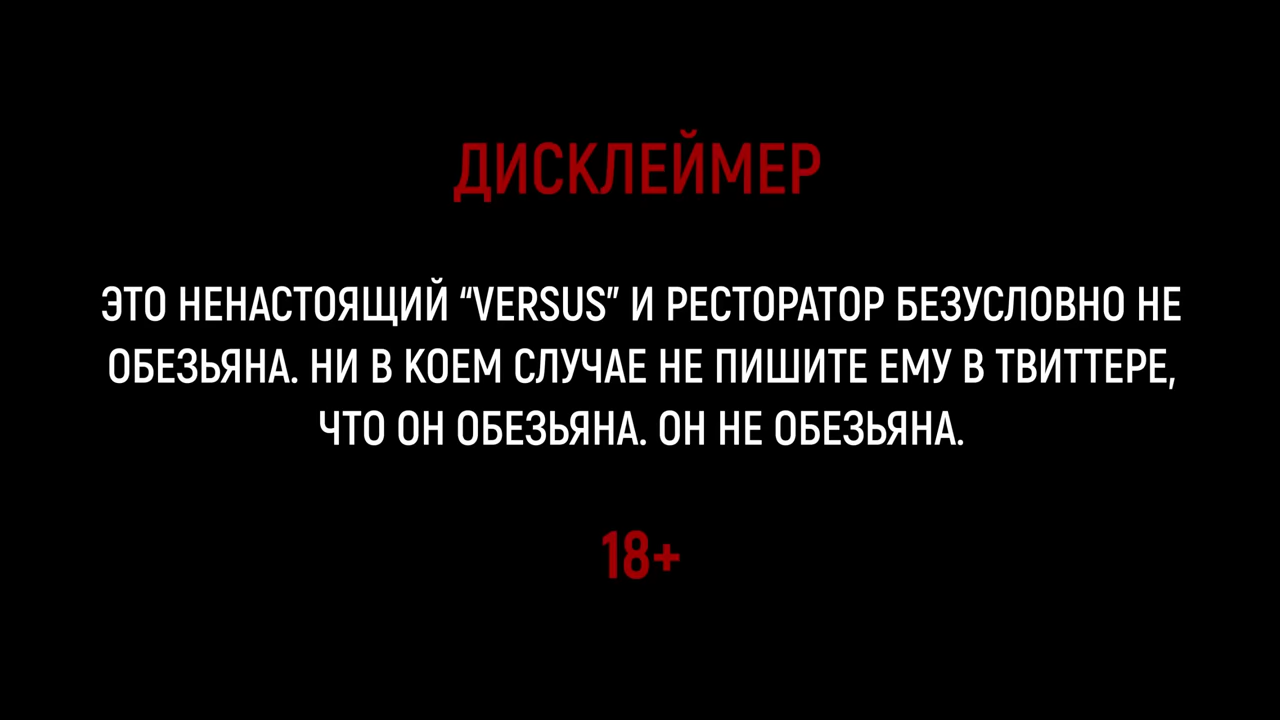 ДИСКЛЕЙМЕР
ЭТО НЕНАСТОЯЩИЙ “VERSUS” И РЕСТОРАТОР БЕЗУСЛОВНО НЕ
ОБЕЗЬЯНА. НИ В КОЕМ СЛУЧАЕ НЕ ПИШИТЕ ЕМУ В ТВИТТЕРЕ,
ЧТО ОН ОБЕЗЬЯНА. ОН НЕ ОБЕЗЬЯНА.
18+